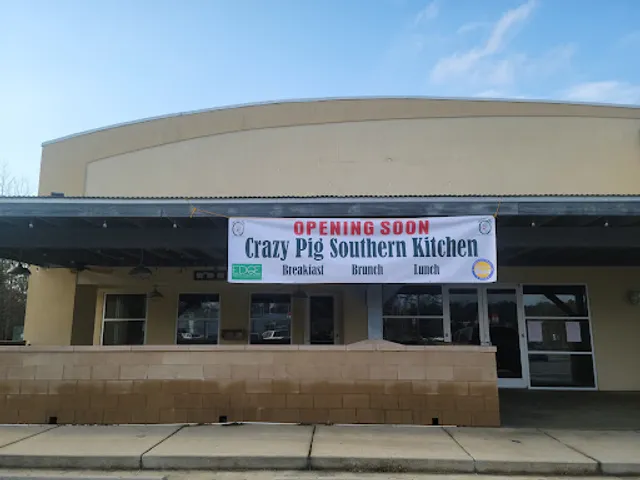 OPENING SOON
Crazy Pig Southern Kitchen
EDGE
Breakfast Brunch Lunch